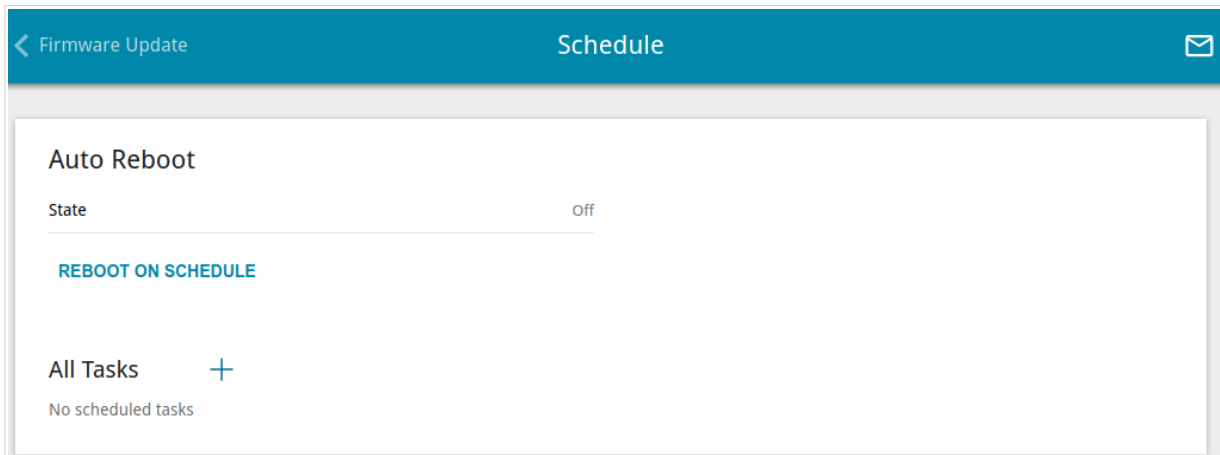 Firmware Update Schedule
Auto Reboot
State Off
REBOOT ON SCHEDULE
All Tasks
No scheduled tasks